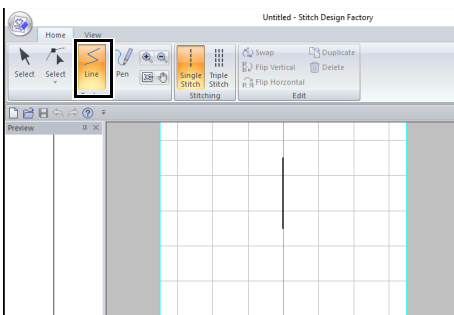 Untitled - Stitch Design Factory
Home View
Select Select Line Pen Single Stitch Triple Stitch Swap Duplicate
Flip Vertical Delete
Flip Horizontal
Stitching Edit
Preview